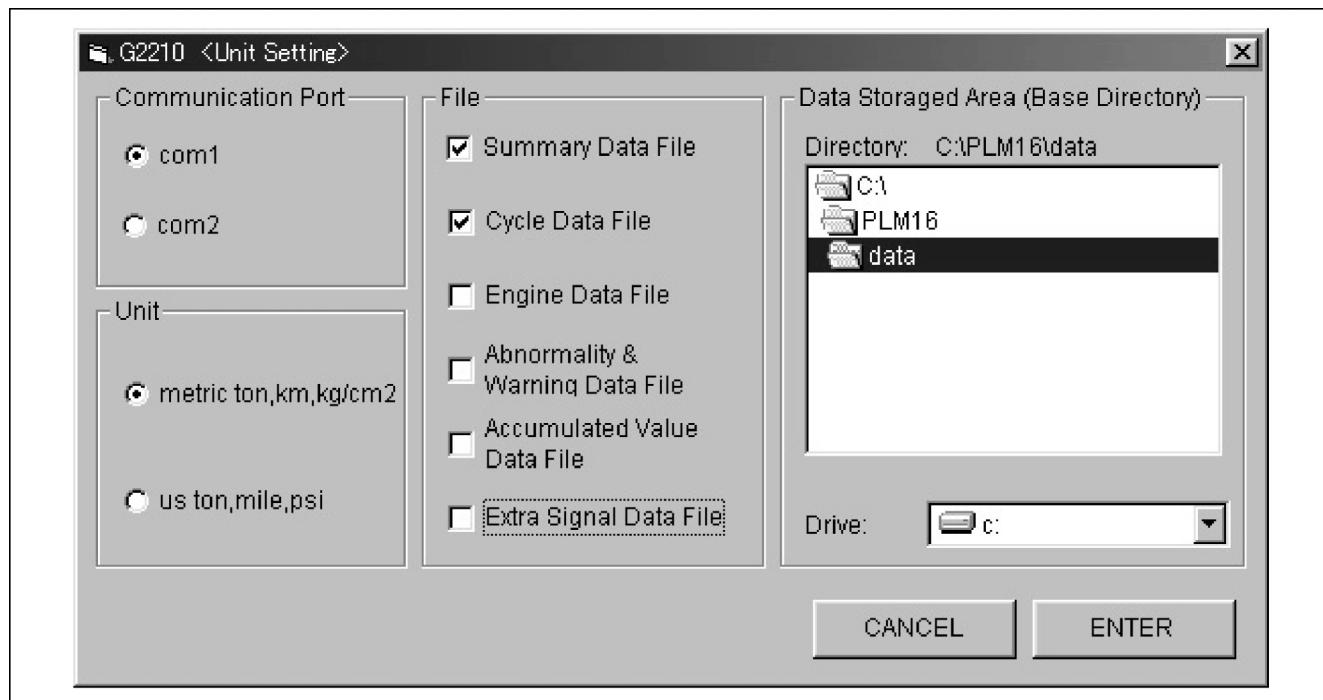 G2210 <Unit Setting>
Communication Port
com1
com2
Unit
metric ton,km,kg/cm2
us ton,mile,psi
File
Summary Data File
Cycle Data File
Engine Data File
Abnormality &
Warning Data File
Accumulated Value
Data File
Extra Signal Data File
Data Storaged Area (Base Directory)
Directory: C:\PLM16\data
C:\
PLM16
data
Drive: c:
CANCEL
ENTER